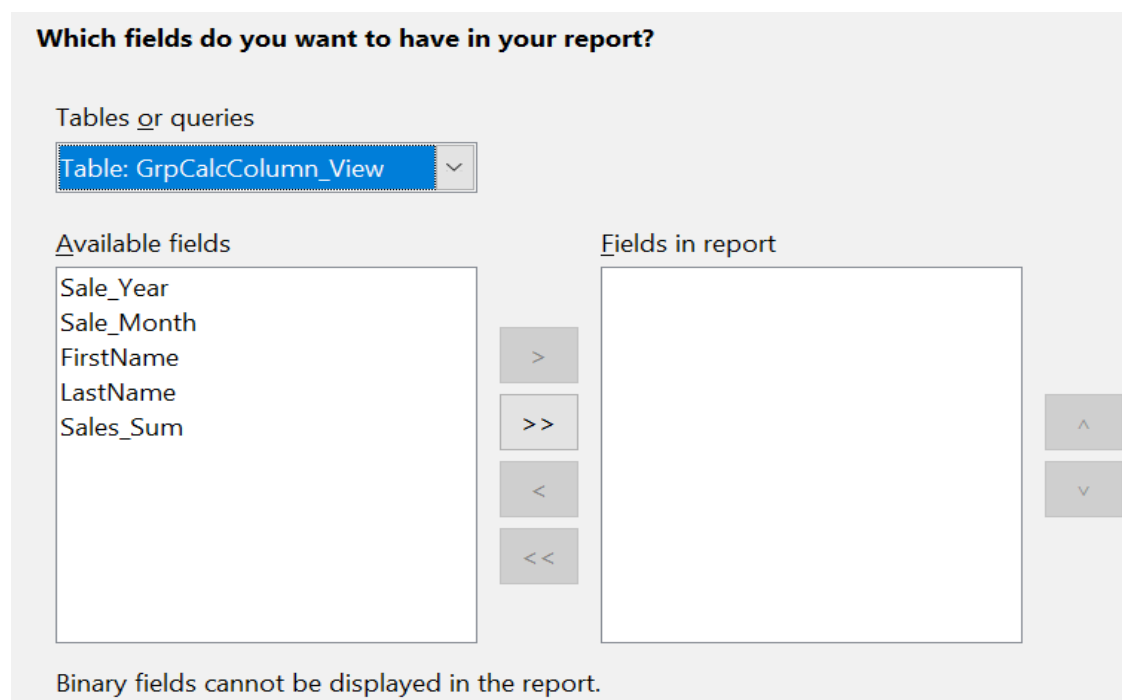 Which fields do you want to have in your report?
Tables or queries
Table: GrpCalcColumn_View
Available fields
Fields in report
Sale_Year
Sale_Month
FirstName
LastName
Sales_Sum
>
>>
<
<<
^
v
Binary fields cannot be displayed in the report.